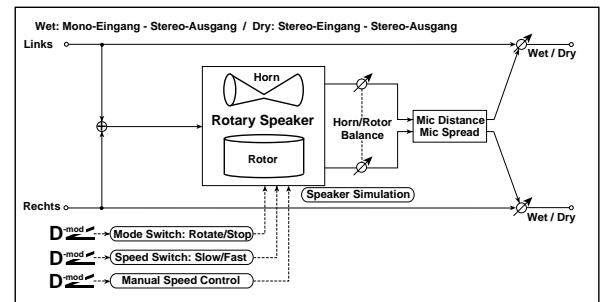 Wet: Mono-Eingang - Stereo-Ausgang / Dry: Stereo-Eingang - Stereo-Ausgang
Links
Wet / Dry
Horn
Rotary Speaker
Horn/Rotor
Balance
Mic Distance
Mic Spread
Rotor
Speaker Simulation
Rechts
Wet / Dry
D-mod Mode Switch: Rotate/Stop
D-mod Speed Switch: Slow/Fast
D-mod Manual Speed Control